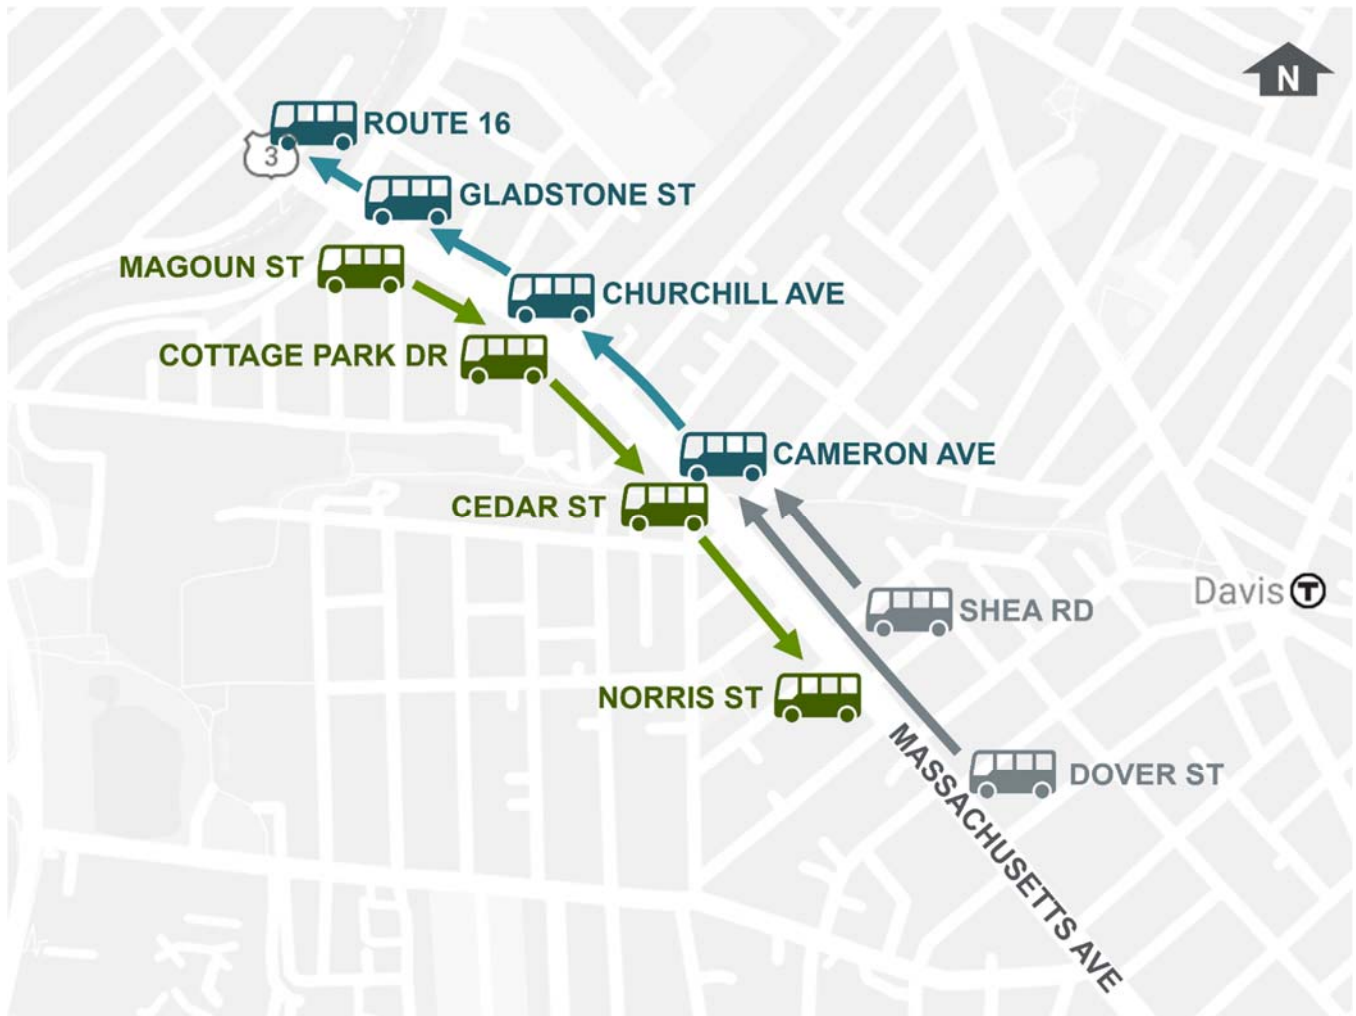 N
ROUTE 16
3
GLADSTONE ST
MAGOUN ST
CHURCHILL AVE
COTTAGE PARK DR
CAMERON AVE
CEDAR ST
Davis T
SHEA RD
NORRIS ST
MASSACHUSETTS AVE
DOVER ST